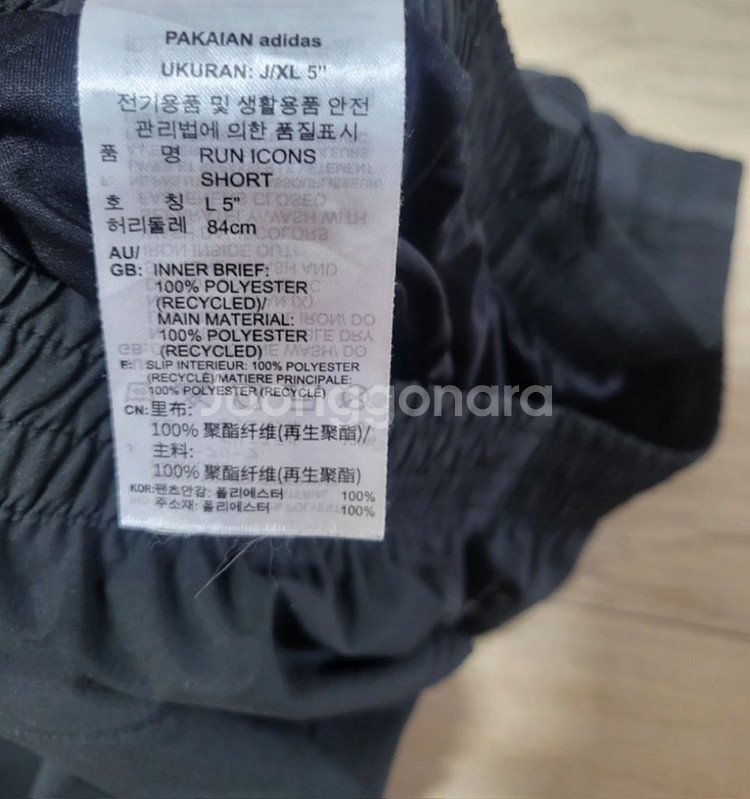 PAKAIAN adidas
UKURAN: J/XL 5"
전기용품 및 생활용품 안전
관리법에 의한 품질표시
품 명 RUN ICONS
SHORT
호 칭 L 5"
허리둘레 84cm
AU/
GB: INNER BRIEF:
100% POLYESTER
(RECYCLED)/
MAIN MATERIAL:
100% POLYESTER
(RECYCLED)
F: SLIP INTERIEUR: 100% POLYESTER
(RECYCLÉ)/MATIERE PRINCIPALE:
100% POLYESTER (RECYCLÉ)
CN: 里布:
100% 聚酯纤维(再生聚酯)/
主料:
100% 聚酯纤维(再生聚酯)
KOR:팬츠안감: 폴리에스터 100%
주소재: 폴리에스터 100%
Joonggonara